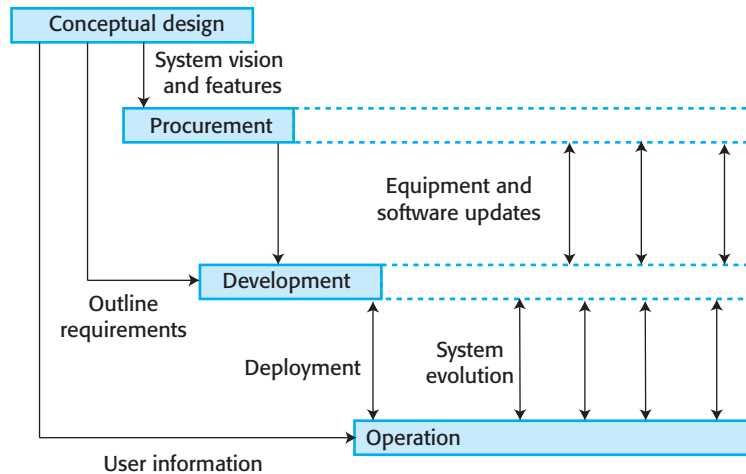 Conceptual design
System vision
and features
Procurement
Equipment and
software updates
Development
Outline
requirements
Deployment
System
evolution
Operation
User information